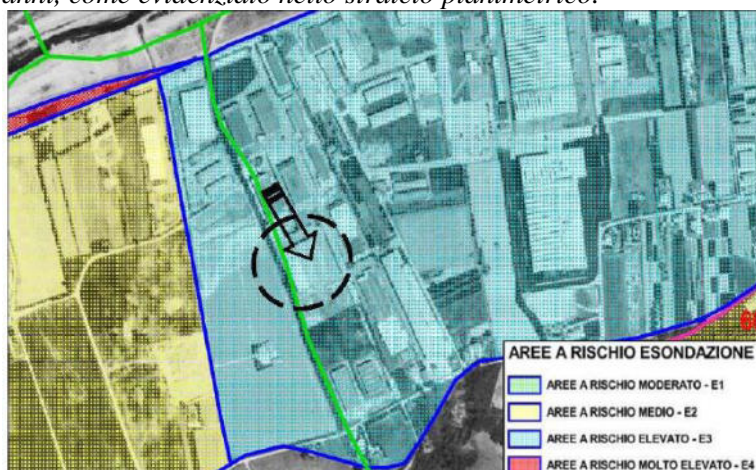 anni, come evidenziato nello stralcio planimetrico.
AREE A RISCHIO ESONDAZIONE
AREE A RISCHIO MODERATO - E1
AREE A RISCHIO MEDIO - E2
AREE A RISCHIO ELEVATO - E3
AREE A RISCHIO MOLTO ELEVATO - E4